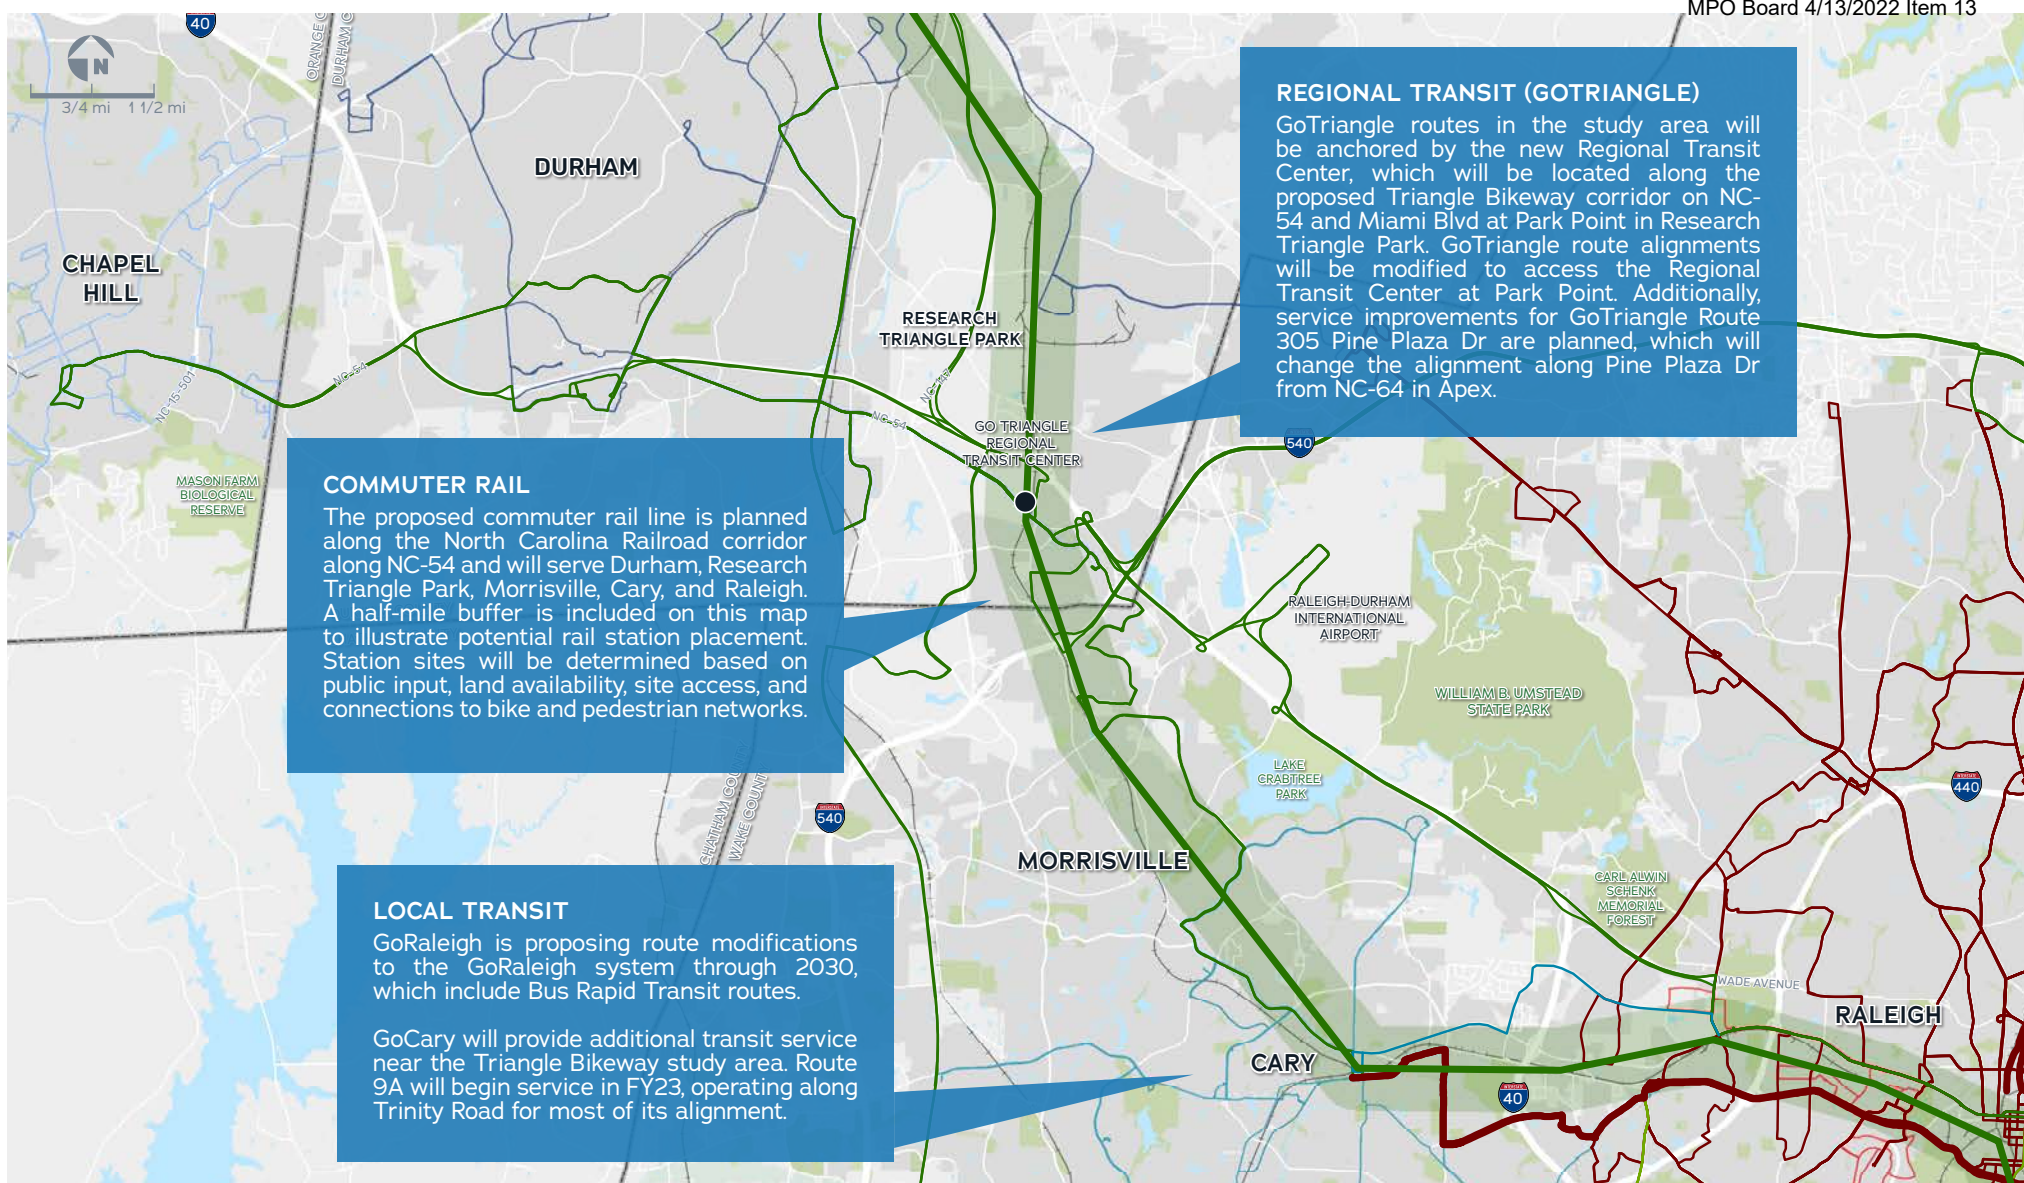 MPO Board 4/13/2022 Item 13
40
ORANGE C
DURHAM C
N
3/4 mi 1 1/2 mi
DURHAM
CHAPEL
HILL
NC-54
NC-15-501
MASON FARM
BIOLOGICAL
RESERVE
RESEARCH
TRIANGLE PARK
NC-147
NC-54
GO TRIANGLE
REGIONAL
TRANSIT CENTER
REGIONAL TRANSIT (GOTRIANGLE)
GoTriangle routes in the study area will
be anchored by the new Regional Transit
Center, which will be located along the
proposed Triangle Bikeway corridor on NC-
54 and Miami Blvd at Park Point in Research
Triangle Park. GoTriangle route alignments
will be modified to access the Regional
Transit Center at Park Point. Additionally,
service improvements for GoTriangle Route
305 Pine Plaza Dr are planned, which will
change the alignment along Pine Plaza Dr
from NC-64 in Apex.
540
COMMUTER RAIL
The proposed commuter rail line is planned
along the North Carolina Railroad corridor
along NC-54 and will serve Durham, Research
Triangle Park, Morrisville, Cary, and Raleigh.
A half-mile buffer is included on this map
to illustrate potential rail station placement.
Station sites will be determined based on
public input, land availability, site access, and
connections to bike and pedestrian networks.
RALEIGH-DURHAM
INTERNATIONAL
AIRPORT
WILLIAM B. UMSTEAD
STATE PARK
LAKE
CRABTREE
PARK
INTERSTATE
440
CHATHAM COUNTY
WAKE COUNT
INTERSTATE
540
MORRISVILLE
CARL ALWIN
SCHENK
MEMORIAL
FOREST
LOCAL TRANSIT
GoRaleigh is proposing route modifications
to the GoRaleigh system through 2030,
which include Bus Rapid Transit routes.
GoCary will provide additional transit service
near the Triangle Bikeway study area. Route
9A will begin service in FY23, operating along
Trinity Road for most of its alignment.
WADE AVENUE
RALEIGH
CARY
INTERSTATE
40